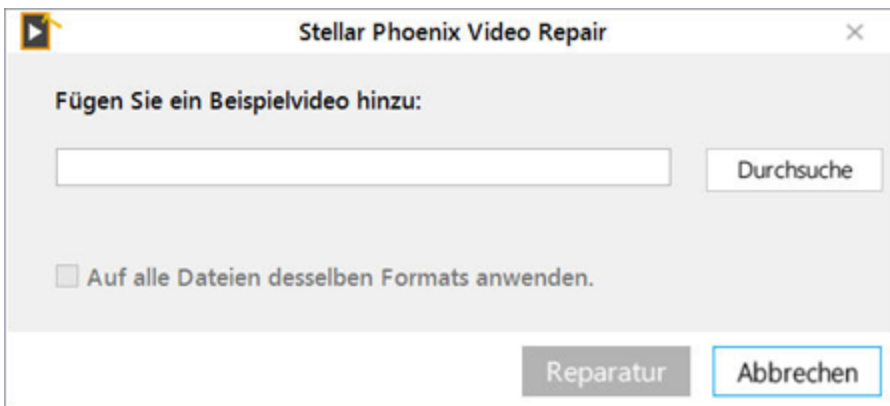 Stellar Phoenix Video Repair
Fügen Sie ein Beispielvideo hinzu:
Durchsuche
Auf alle Dateien desselben Formats anwenden.
Reparatur
Abbrechen